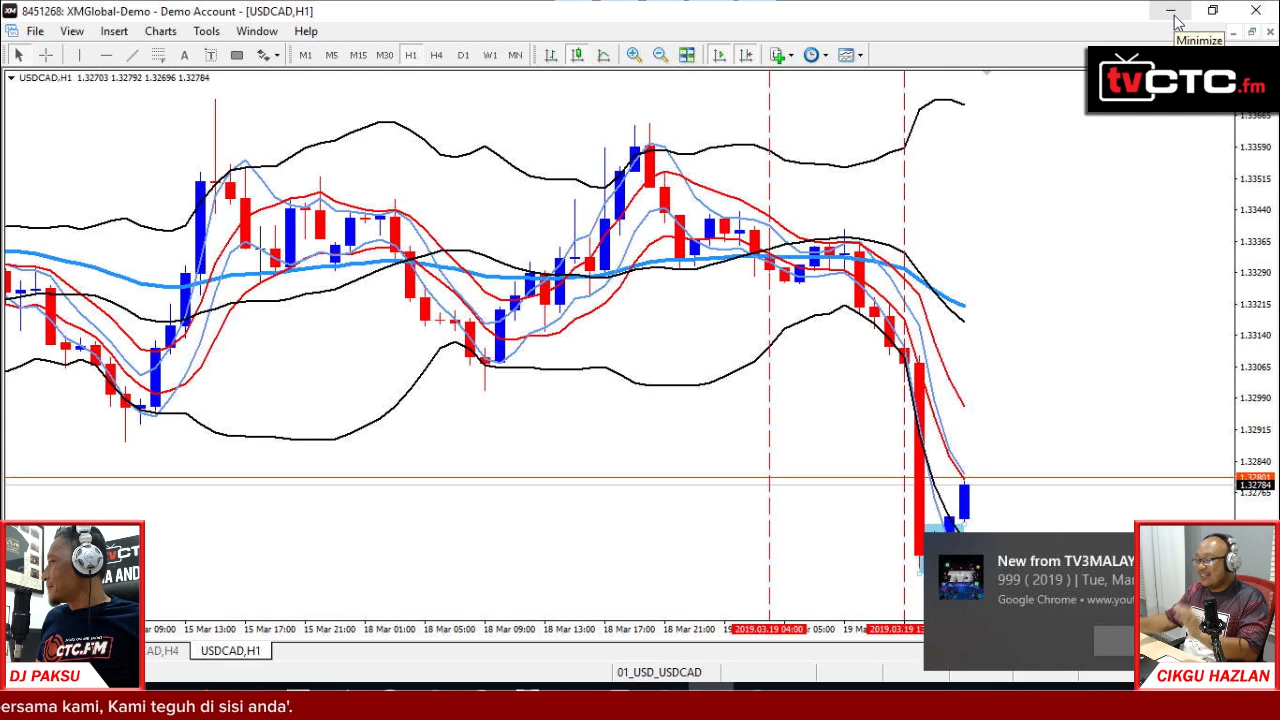 8451268: XMGlobal-Demo - Demo Account - [USDCAD,H1]
File View Insert Charts Tools Window Help
Minimize
A T M1 M5 M15 M30 H1 H4 D1 W1 MN
USDCAD,H1 1.32703 1.32792 1.32696 1.32784
tvCTC.fm
1.33665
1.33590
1.33515
1.33440
1.33365
1.33290
1.33215
1.33140
1.33065
1.32990
1.32915
1.32840
1.32801
1.32784
1.32765
New from TV3MALAY
999 ( 2019 ) | Tue, Mar
Google Chrome • www.yout
09:00 15 Mar 13:00 15 Mar 17:00 15 Mar 21:00 18 Mar 01:00 18 Mar 05:00 18 Mar 09:00 18 Mar 13:00 18 Mar 17:00 18 Mar 21:00 2019.03.19 04:00 05:00 19 2019.03.19
CAD,H4 USDCAD,H1
01_USD_USDCAD
CTC.FM
DJ PAKSU
CIKGU HAZLAN
ersama kami, Kami teguh di sisi anda'.